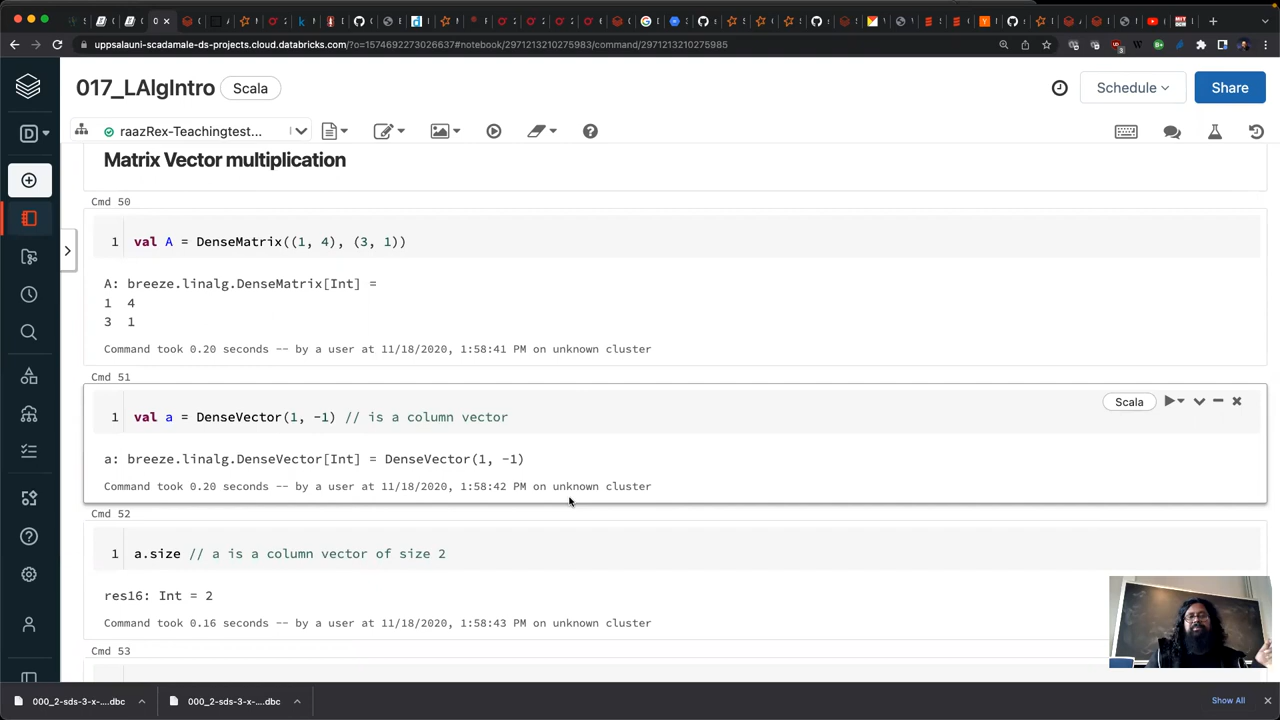 uppsalauni-scadamale-ds-projects.cloud.databricks.com/?o=1574692273026637#notebook/2971213210275983/command/2971213210275985
017_LAlgIntro
Scala
Schedule
Share
D
raazRex-Teachingtest...
Matrix Vector multiplication
Cmd 50
1 val A = DenseMatrix((1, 4), (3, 1))
A: breeze.linalg.DenseMatrix[Int] =
1 4
3 1
Command took 0.20 seconds -- by a user at 11/18/2020, 1:58:41 PM on unknown cluster
Cmd 51
Scala
1 val a = DenseVector(1, -1) // is a column vector
a: breeze.linalg.DenseVector[Int] = DenseVector(1, -1)
Command took 0.20 seconds -- by a user at 11/18/2020, 1:58:42 PM on unknown cluster
Cmd 52
1 a.size // a is a column vector of size 2
res16: Int = 2
Command took 0.16 seconds -- by a user at 11/18/2020, 1:58:43 PM on unknown cluster
Cmd 53
000_2-sds-3-x-....dbc
000_2-sds-3-x-....dbc
Show All